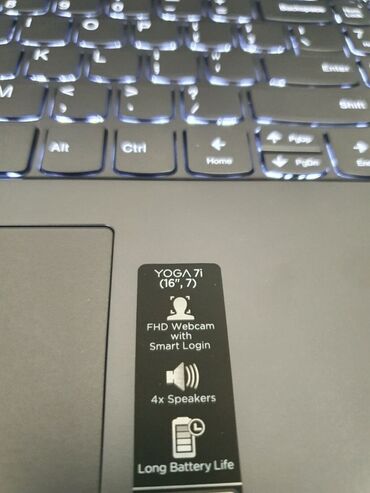 Backspace
K
L
Enter
M
Shift
Alt
Ctrl
Home
PgUp
PgDn
YOGA 7i
(16", 7)
FHD Webcam
with
Smart Login
4x Speakers
Long Battery Life